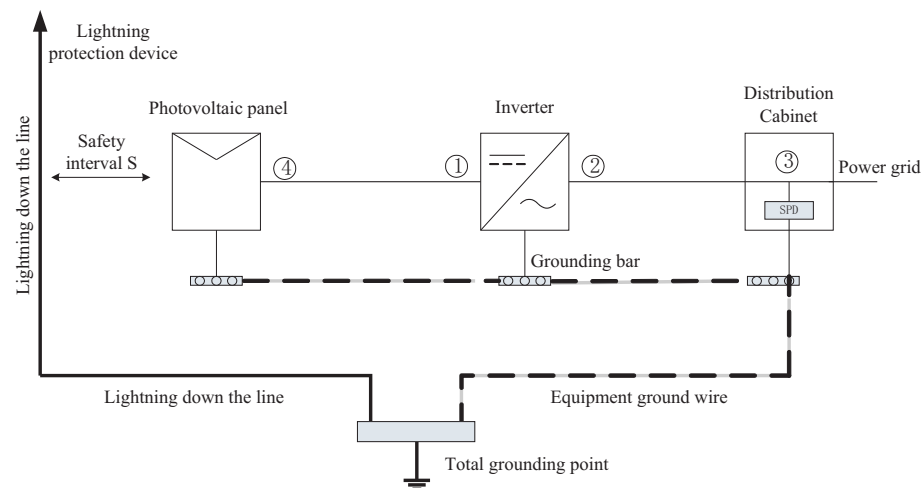 Lightning
protection device
Photovoltaic panel
Inverter
Distribution
Cabinet
Safety
interval S
④
①
②
③
Power grid
SPD
Lightning down the line
Grounding bar
Lightning down the line
Equipment ground wire
Total grounding point